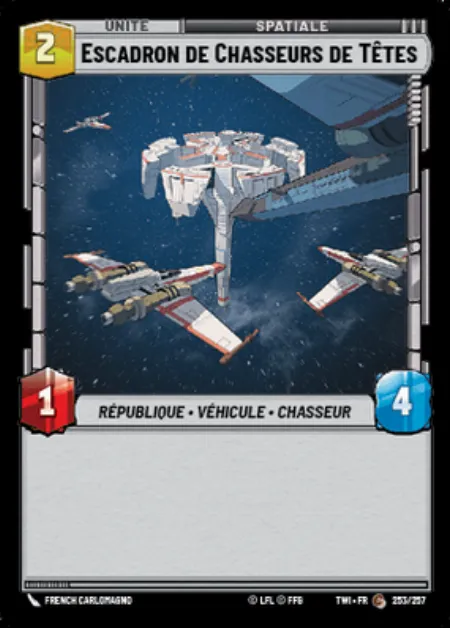 UNITÉ SPATIALE
2 ESCADRON DE CHASSEURS DE TÊTES
1 RÉPUBLIQUE • VÉHICULE • CHASSEUR 4
FRENCH CARLOMAGNO © LFL © FFG TWI • FR 253/257